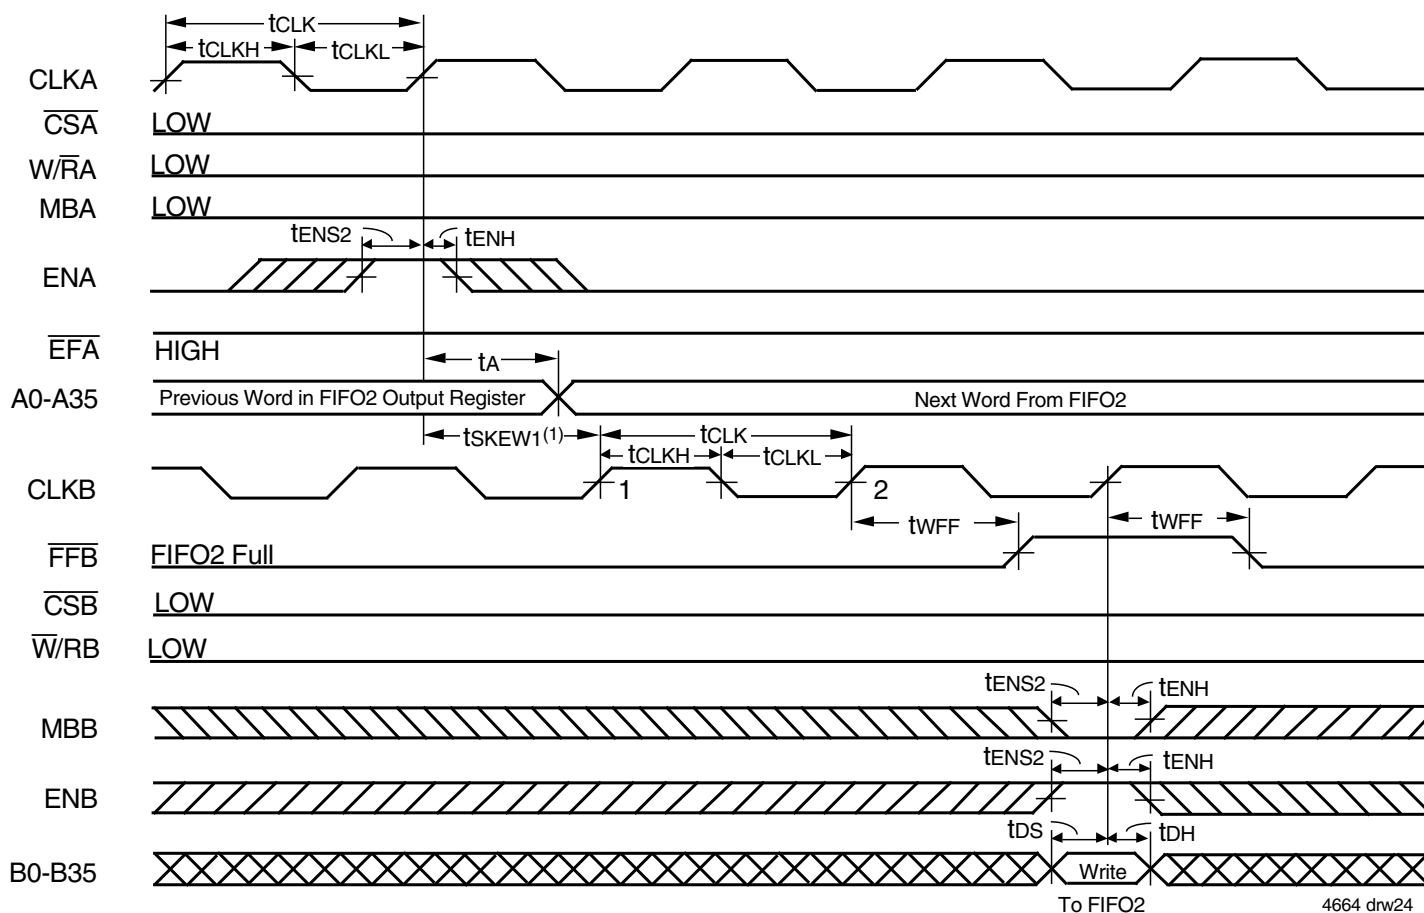 tCLK
tCLKH
tCLKL
CLKA
CSA
LOW
W/RA
LOW
MBA
LOW
tENS2
tENH
ENA
EFA
HIGH
tA
A0-A35
Previous Word in FIFO2 Output Register
Next Word From FIFO2
tSKEW1(1)
tCLK
tCLKH
tCLKL
CLKB
1
2
tWFF
tWFF
FFB
FIFO2 Full
CSB
LOW
W/RB
LOW
tENS2
tENH
MBB
tENS2
tENH
ENB
tDS
tDH
B0-B35
Write
To FIFO2
4664 drw24